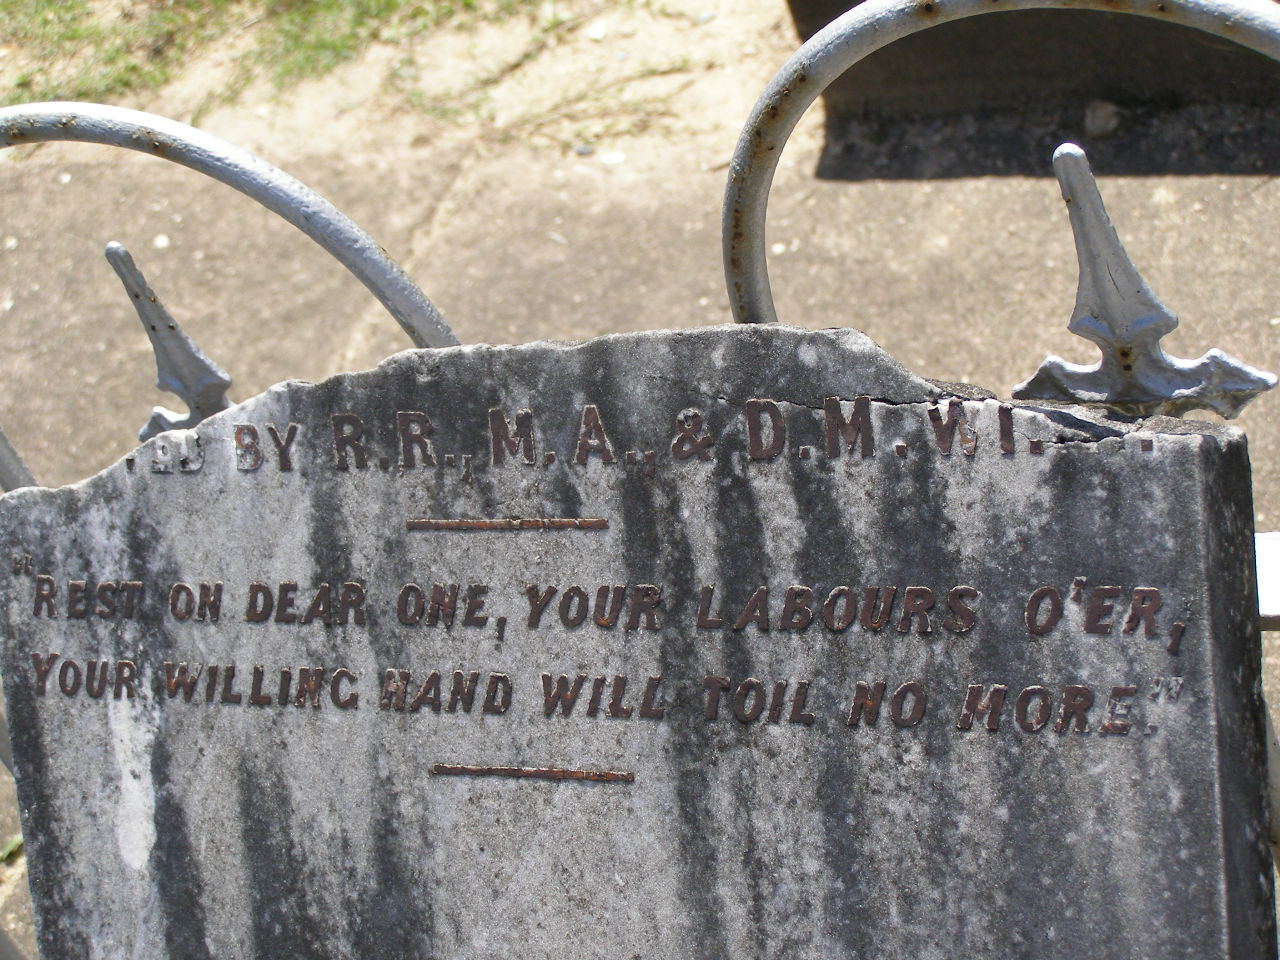 BY R.R., M.A., & D.M.
"REST ON DEAR ONE, YOUR LABOURS O'ER,
YOUR WILLING HAND WILL TOIL NO MORE."